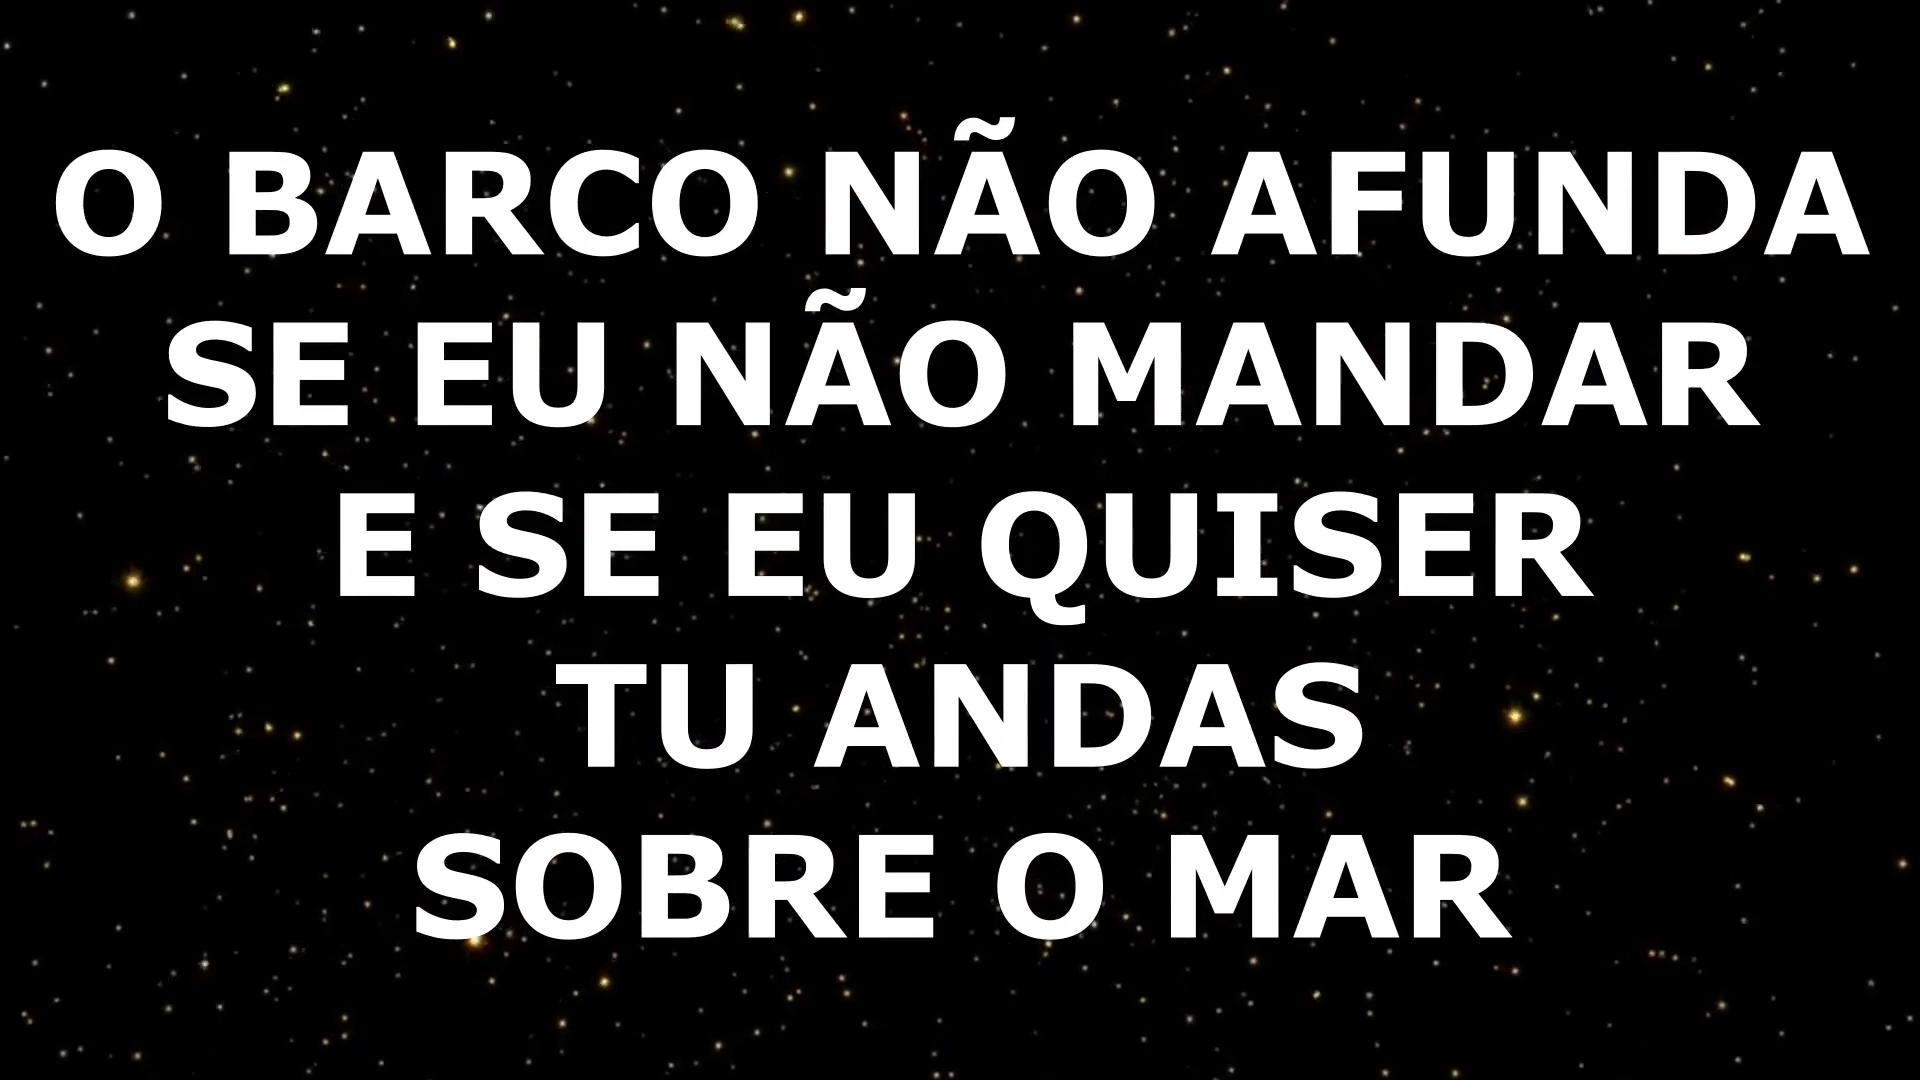 O BARCO NÃO AFUNDA
SE EU NÃO MANDAR
E SE EU QUISER
TU ANDAS
SOBRE O MAR